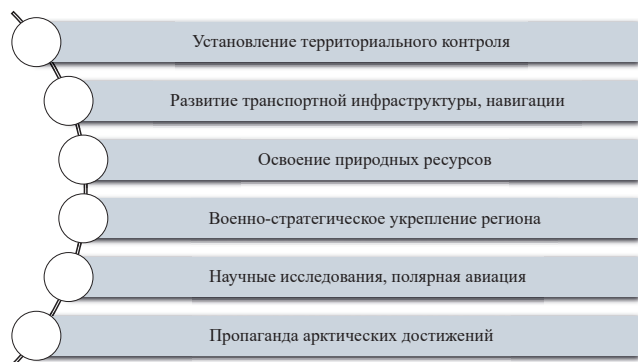 Установление территориального контроля
Развитие транспортной инфраструктуры, навигации
Освоение природных ресурсов
Военно-стратегическое укрепление региона
Научные исследования, полярная авиация
Пропаганда арктических достижений